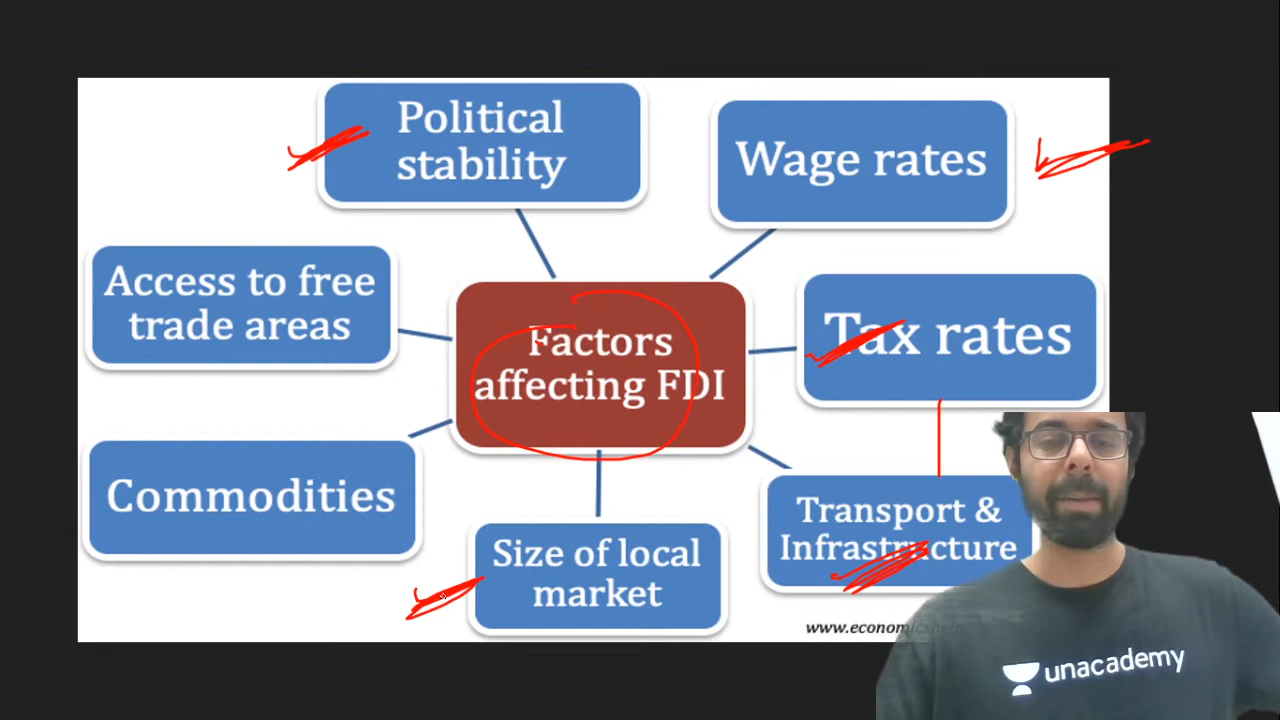 Political
stability
Wage rates
Access to free
trade areas
Factors
affecting FDI
Tax rates
Commodities
Size of local
market
Transport &
Infrastructure
unacademy